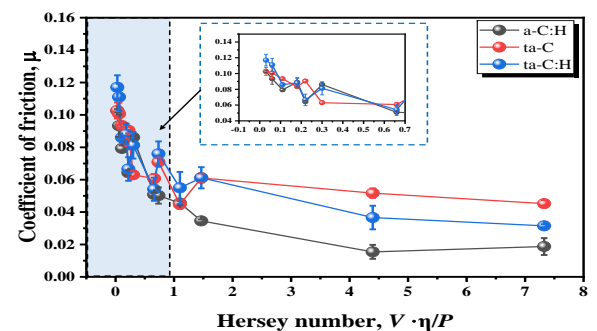 Coefficient of friction, μ
0.16
0.14
0.12
0.10
0.08
0.06
0.04
0.02
0.00
0 1 2 3 4 5 6 7 8
Hersey number, V ·η/P
a-C:H
ta-C
ta-C:H
0.14
0.12
0.10
0.08
0.06
0.04
-0.1 0.0 0.1 0.2 0.3 0.4 0.5 0.6 0.7